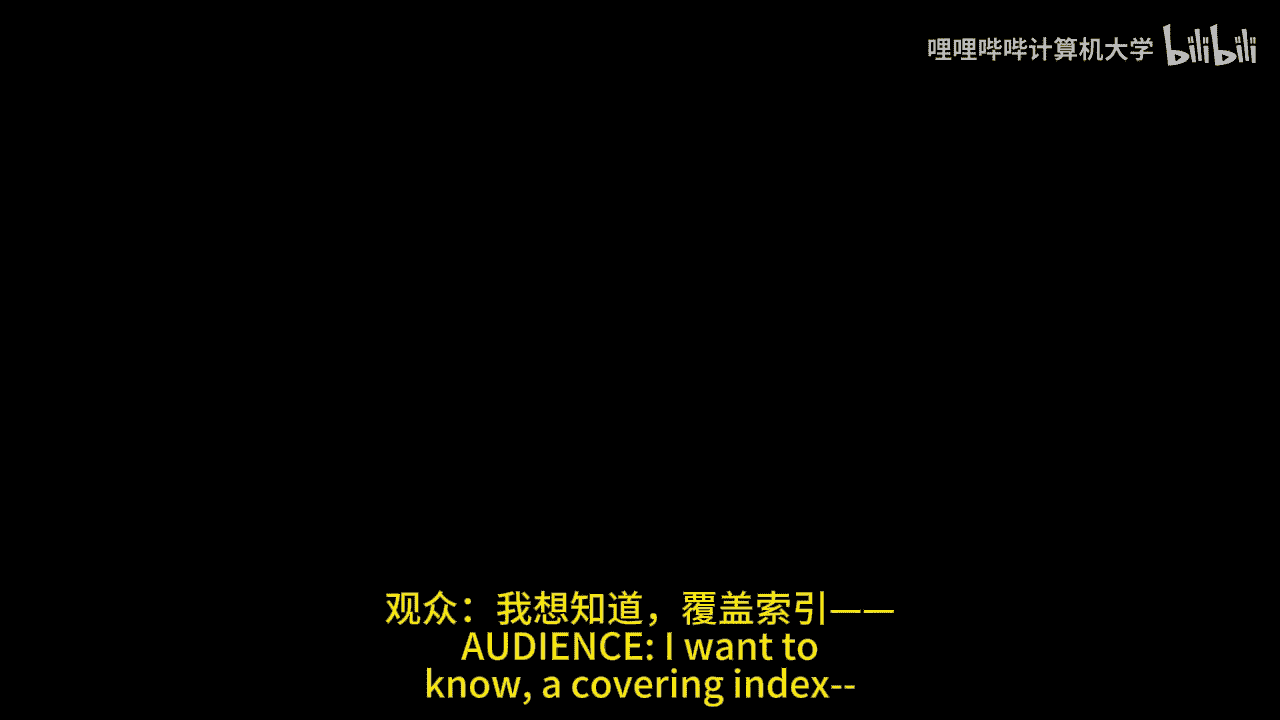 哩哩哔哔计算机大学 bilibili
观众：我想知道，覆盖索引——
AUDIENCE: I want to
know, a covering index--